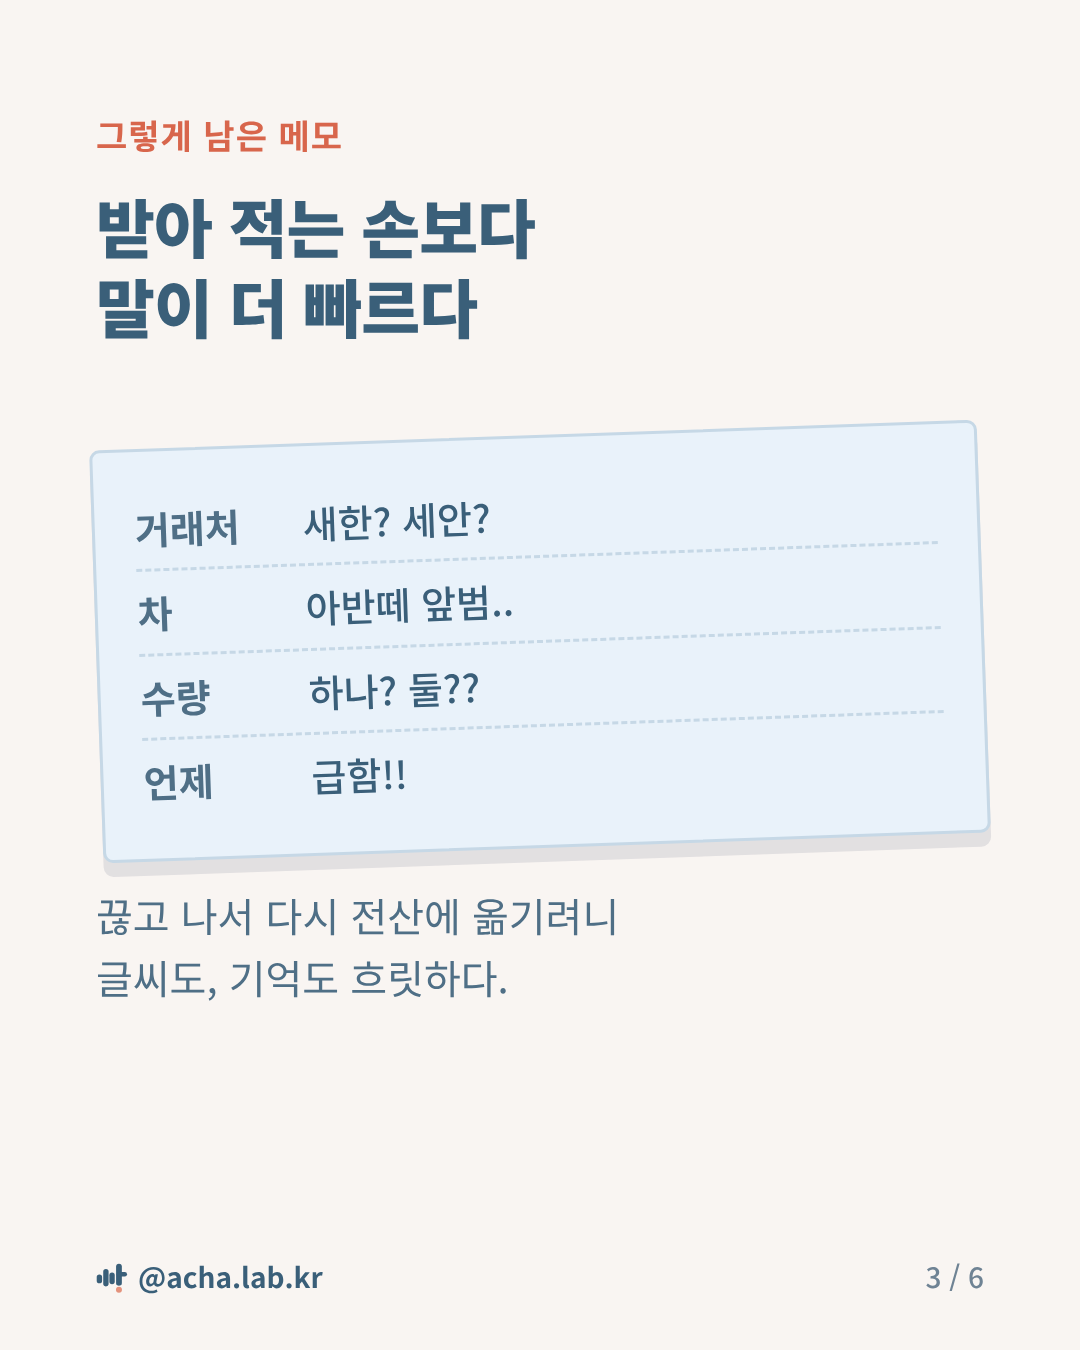 그렇게 남은 메모
받아 적는 손보다
말이 더 빠르다
거래처 새한? 세안?
차 아반떼 앞범..
수량 하나? 둘??
언제 급함!!
끊고 나서 다시 전산에 옮기려니
글씨도, 기억도 흐릿하다.
@acha.lab.kr
3 / 6